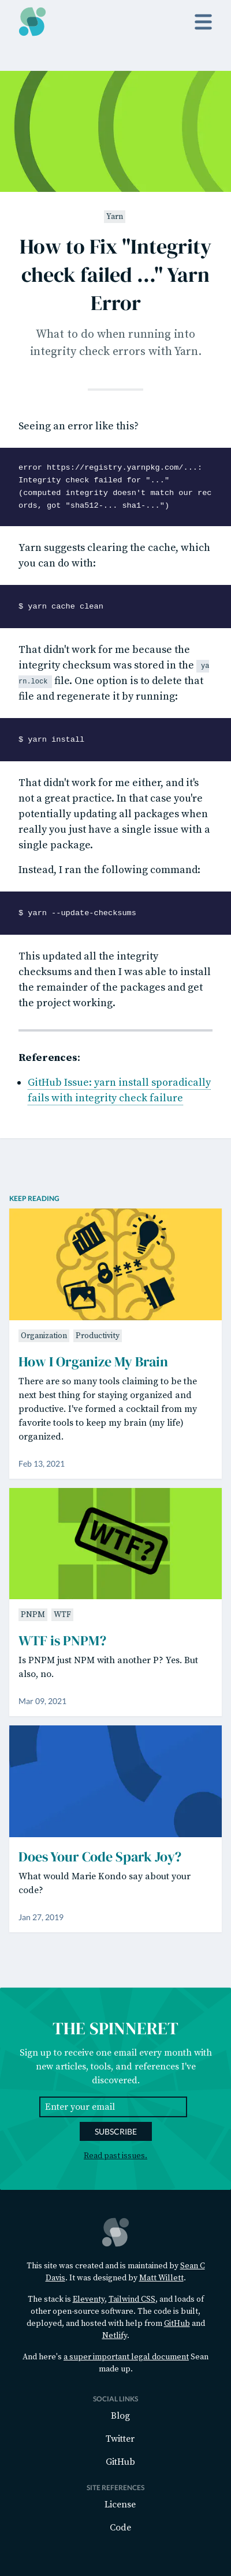 Yarn
How to Fix "Integrity
check failed ..." Yarn
Error
What to do when running into
integrity check errors with Yarn.
Seeing an error like this?
error https://registry.yarnpkg.com/...:
Integrity check failed for "..."
(computed integrity doesn't match our rec
ords, got "sha512-... sha1-...")
Yarn suggests clearing the cache, which
you can do with:
$ yarn cache clean
That didn't work for me because the
integrity checksum was stored in the ya
rn.lock file. One option is to delete that
file and regenerate it by running:
$ yarn install
That didn't work for me either, and it's
not a great practice. In that case you're
potentially updating all packages when
really you just have a single issue with a
single package.
Instead, I ran the following command:
$ yarn --update-checksums
This updated all the integrity
checksums and then I was able to install
the remainder of the packages and get
the project working.
References:
GitHub Issue: yarn install sporadically
fails with integrity check failure
KEEP READING
Organization Productivity
How I Organize My Brain
There are so many tools claiming to be the
next best thing for staying organized and
productive. I've formed a cocktail from my
favorite tools to keep my brain (my life)
organized.
Feb 13, 2021
WTF?
PNPM WTF
WTF is PNPM?
Is PNPM just NPM with another P? Yes. But
also, no.
Mar 09, 2021
Does Your Code Spark Joy?
What would Marie Kondo say about your
code?
Jan 27, 2019
THE SPINNERET
Sign up to receive one email every month with
new articles, tools, and references I've
discovered.
Enter your email
SUBSCRIBE
Read past issues.
This site was created and is maintained by Sean C
Davis. It was designed by Matt Willett.
The stack is Eleventy, Tailwind CSS, and loads of
other open-source software. The code is built,
deployed, and hosted with help from GitHub and
Netlify.
And here's a super important legal document Sean
made up.
SOCIAL LINKS
Blog
Twitter
GitHub
SITE REFERENCES
License
Code